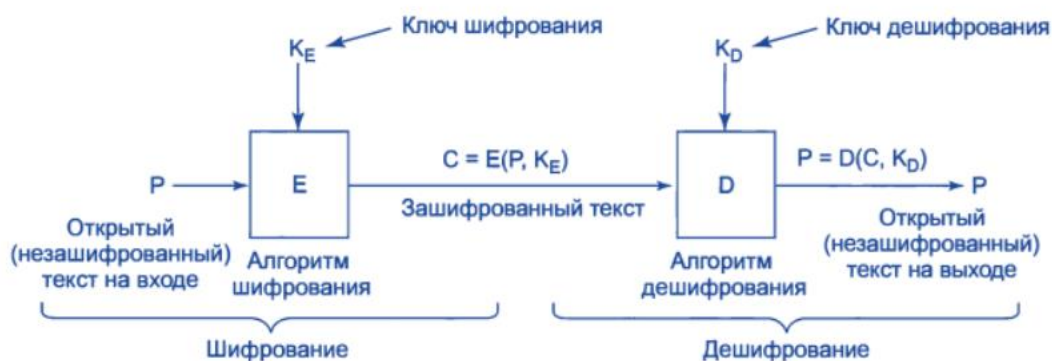 Ключ шифрования
K_E
Ключ дешифрования
K_D
C = E(P, K_E)
P = D(C, K_D)
P
E
D
P
Зашифрованный текст
Открытый
(незашифрованный)
текст на входе
Алгоритм
шифрования
Алгоритм
дешифрования
Открытый
(незашифрованный)
текст на выходе
Шифрование
Дешифрование